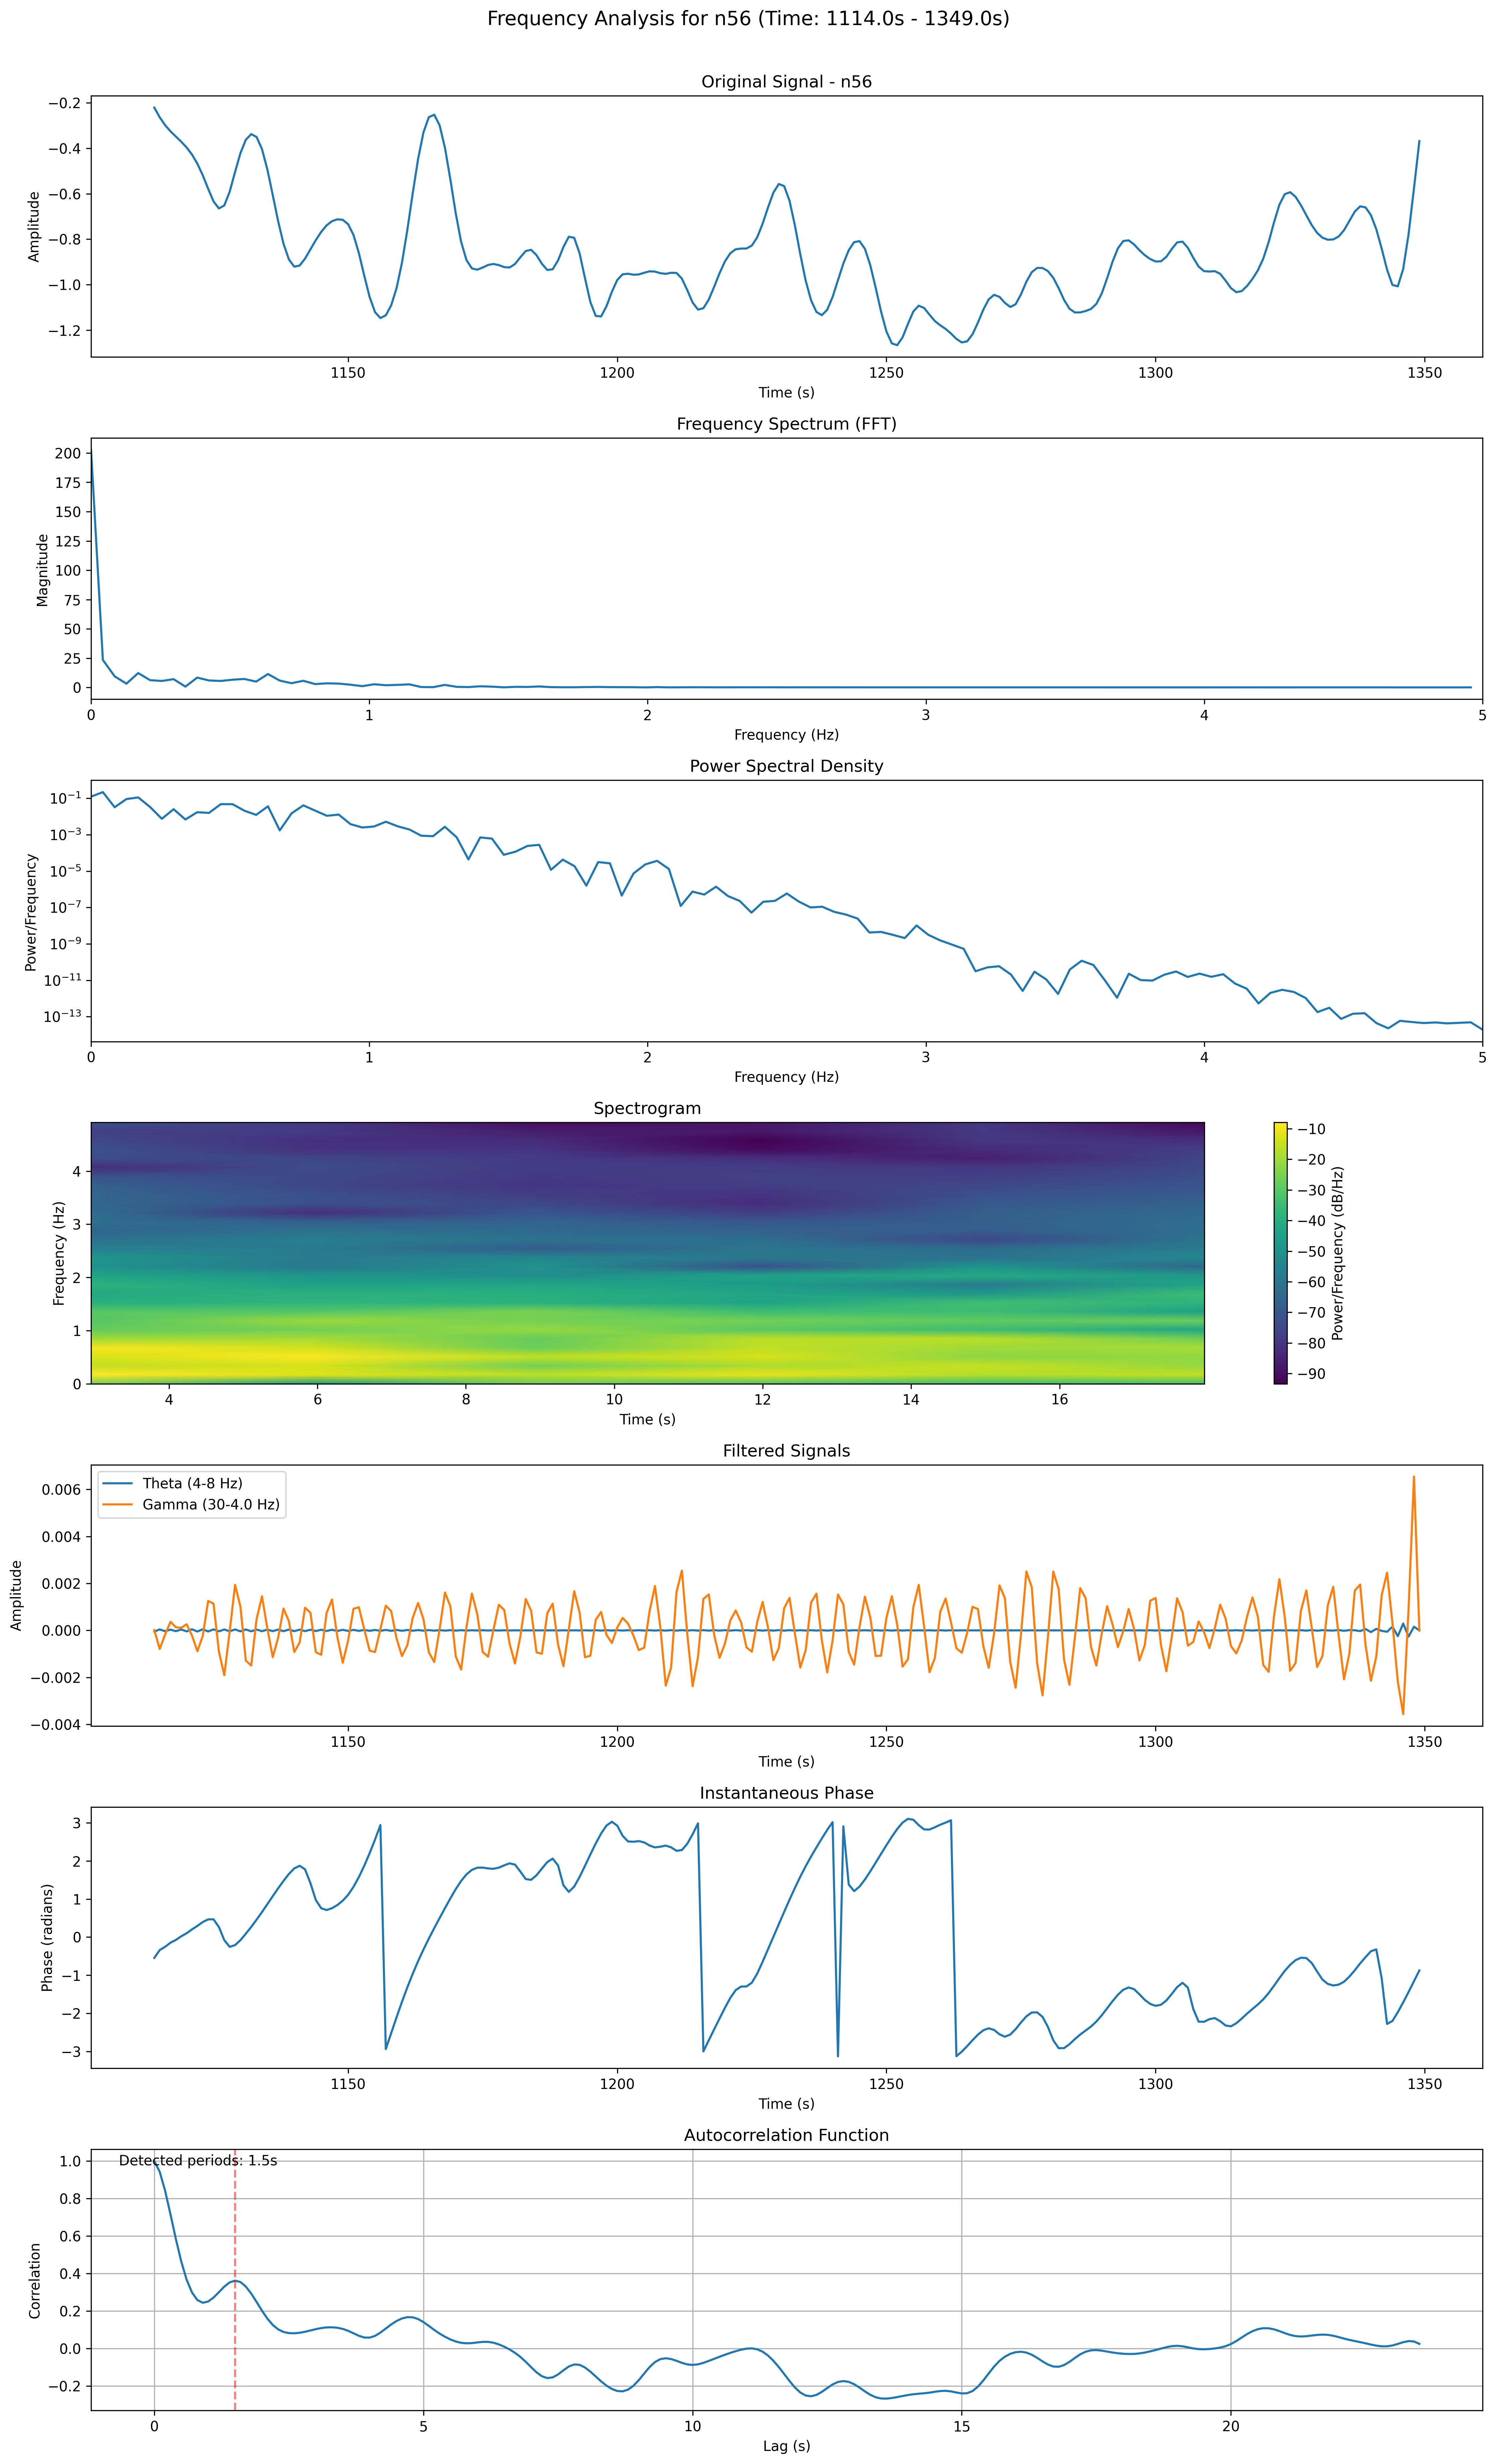 Frequency Analysis for n56 (Time: 1114.0s - 1349.0s)
Original Signal - n56
Amplitude
−0.2
−0.4
−0.6
−0.8
−1.0
−1.2
1150 1200 1250 1300 1350
Time (s)
Frequency Spectrum (FFT)
Magnitude
200
175
150
125
100
75
50
25
0
0 1 2 3 4 5
Frequency (Hz)
Power Spectral Density
Power/Frequency
10⁻¹
10⁻³
10⁻⁵
10⁻⁷
10⁻⁹
10⁻¹¹
10⁻¹³
0 1 2 3 4 5
Frequency (Hz)
Spectrogram
Frequency (Hz)
4
3
2
1
0
4 6 8 10 12 14 16
Time (s)
−10
−20
−30
−40
−50
−60
−70
−80
−90
Power/Frequency (dB/Hz)
Filtered Signals
Theta (4-8 Hz)
Gamma (30-4.0 Hz)
Amplitude
0.006
0.004
0.002
0.000
−0.002
−0.004
1150 1200 1250 1300 1350
Time (s)
Instantaneous Phase
Phase (radians)
3
2
1
0
−1
−2
−3
1150 1200 1250 1300 1350
Time (s)
Autocorrelation Function
Detected periods: 1.5s
Correlation
1.0
0.8
0.6
0.4
0.2
0.0
−0.2
0 5 10 15 20
Lag (s)